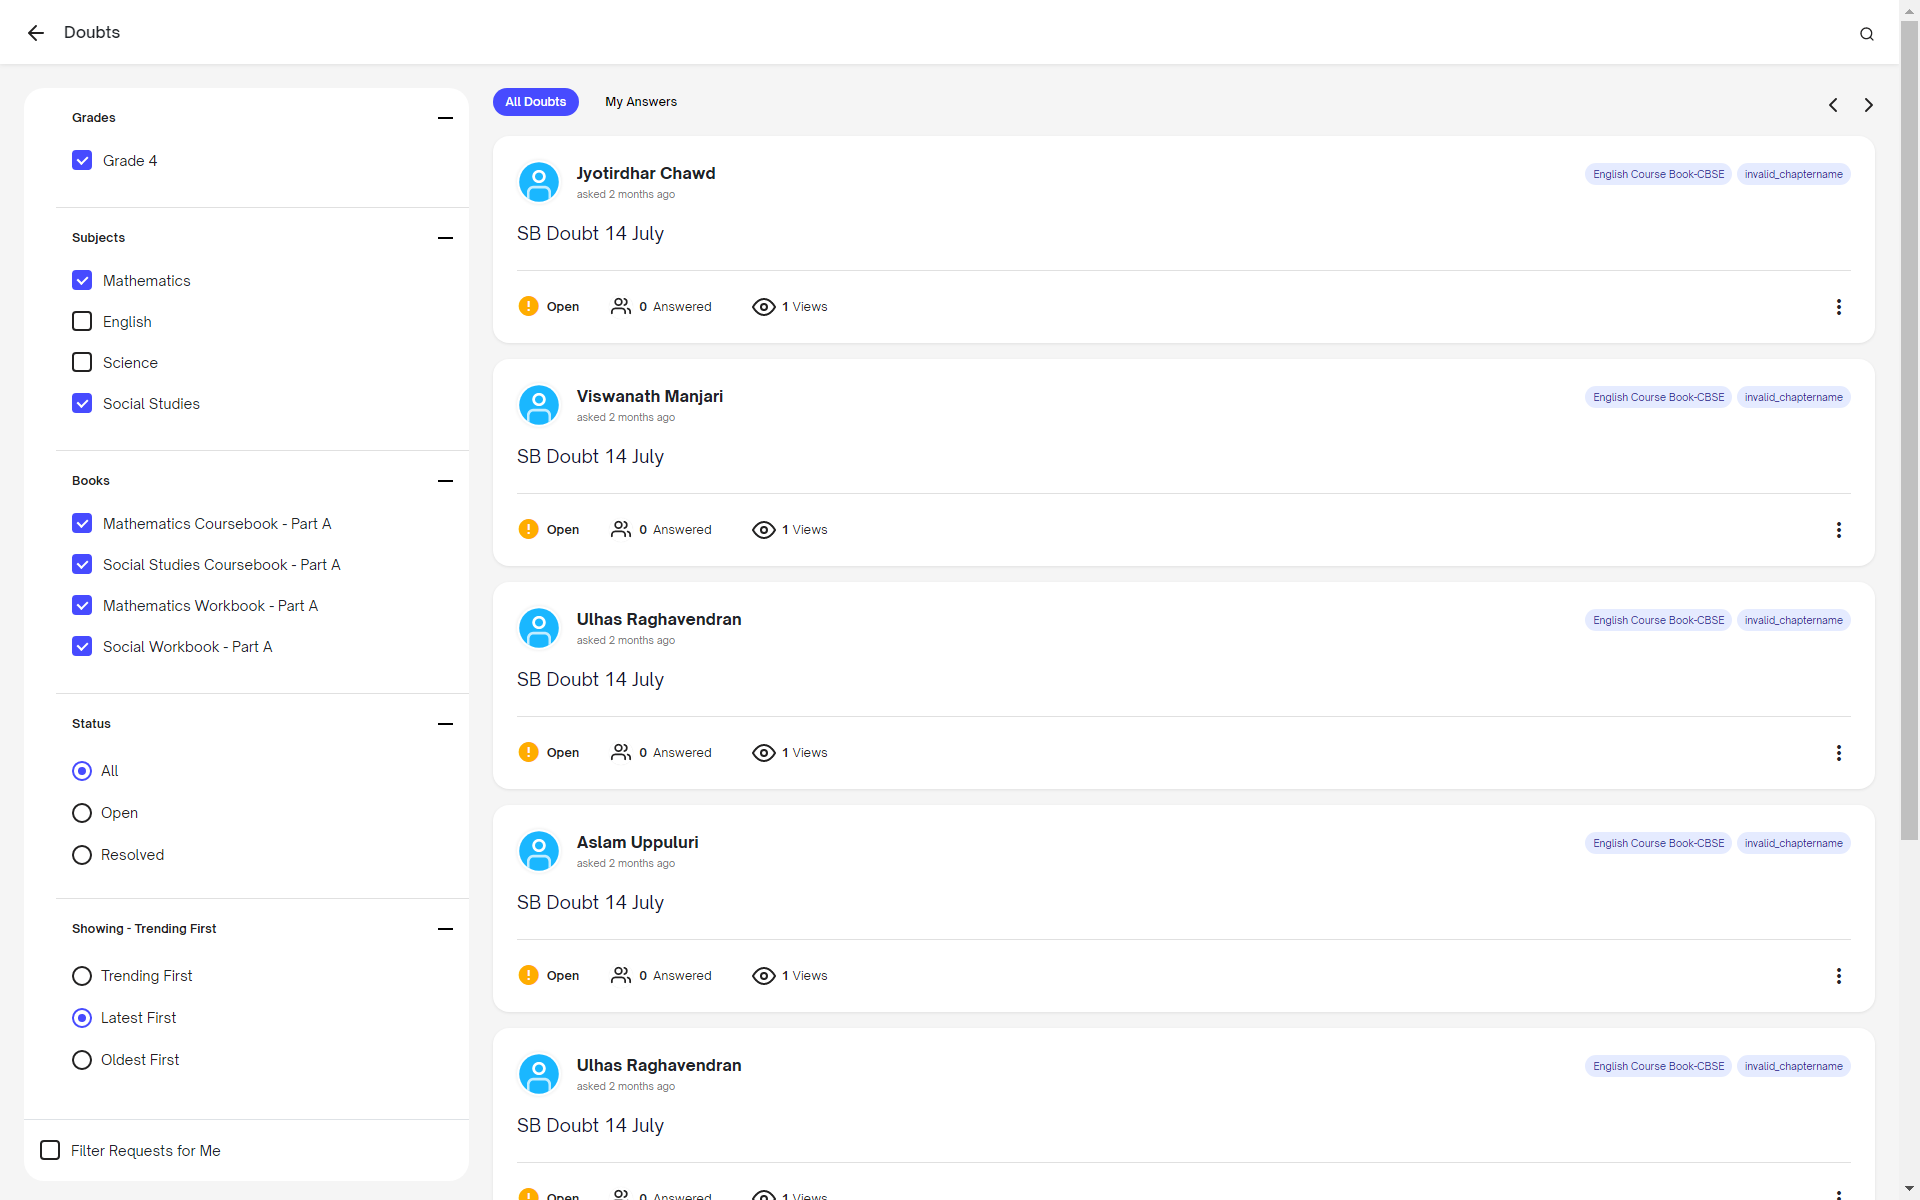 Doubts
Grades
Grade 4
Subjects
Mathematics
English
Science
Social Studies
Books
Mathematics Coursebook - Part A
Social Studies Coursebook - Part A
Mathematics Workbook - Part A
Social Workbook - Part A
Status
All
Open
Resolved
Showing - Trending First
Trending First
Latest First
Oldest First
Filter Requests for Me
All Doubts My Answers
Jyotirdhar Chawd English Course Book-CBSE invalid_chaptername
asked 2 months ago
SB Doubt 14 July
Open 0 Answered 1 Views
Viswanath Manjari English Course Book-CBSE invalid_chaptername
asked 2 months ago
SB Doubt 14 July
Open 0 Answered 1 Views
Ulhas Raghavendran English Course Book-CBSE invalid_chaptername
asked 2 months ago
SB Doubt 14 July
Open 0 Answered 1 Views
Aslam Uppuluri English Course Book-CBSE invalid_chaptername
asked 2 months ago
SB Doubt 14 July
Open 0 Answered 1 Views
Ulhas Raghavendran English Course Book-CBSE invalid_chaptername
asked 2 months ago
SB Doubt 14 July
Open 0 Answered 1 Views